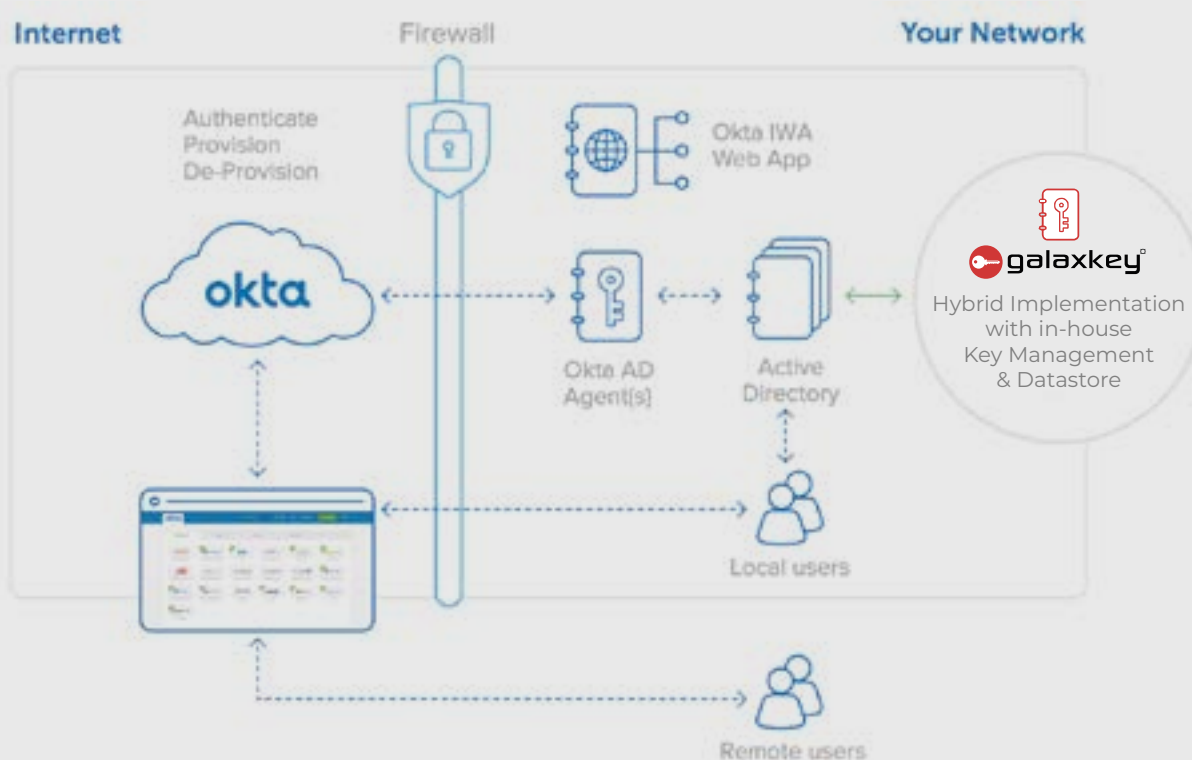 Internet
Firewall
Your Network
Authenticate
Provision
De-Provision
Okta IWA
Web App
okta
galaxkey
Hybrid Implementation
with in-house
Key Management
& Datastore
Okta AD
Agent(s)
Active
Directory
Local users
Remote users